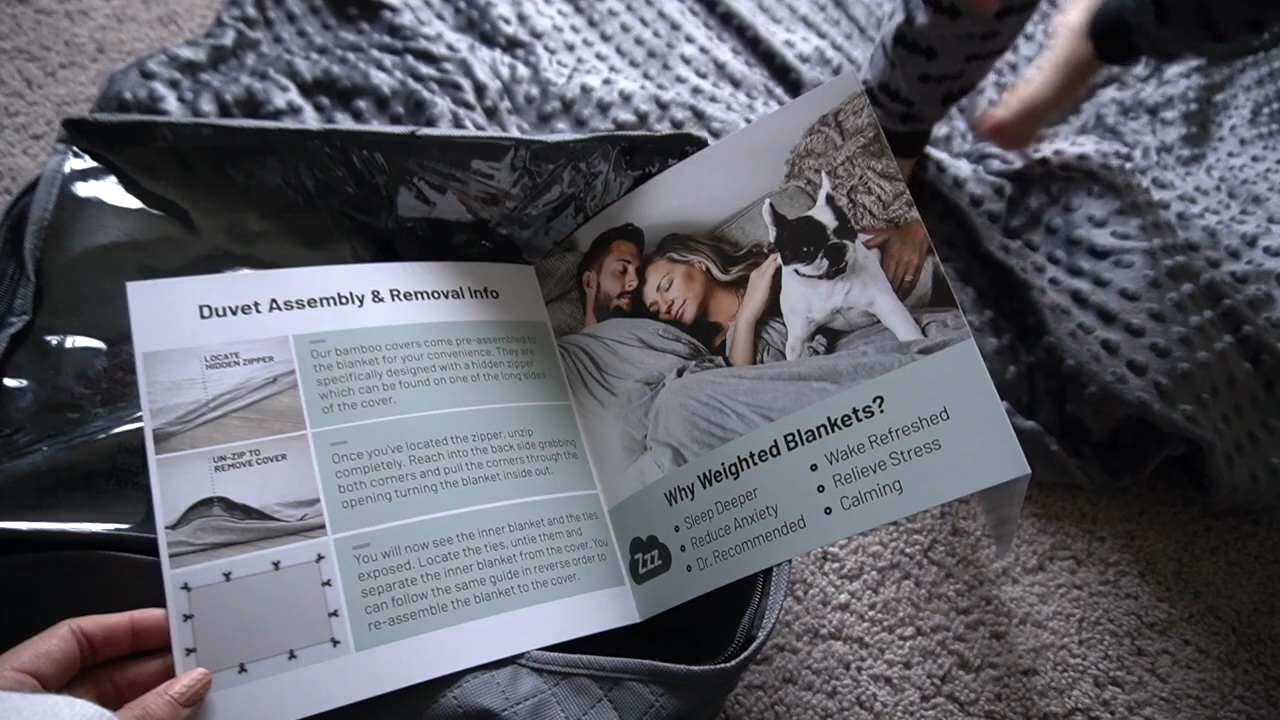 Duvet Assembly & Removal Info
LOCATE
HIDDEN ZIPPER
Our bamboo covers come pre-assembled to
the blanket for your convenience. They are
specifically designed with a hidden zipper
which can be found on one of the long sides
of the cover.
UN-ZIP TO
REMOVE COVER
Once you've located the zipper, unzip
completely. Reach into the back side grabbing
both corners and pull the corners through the
opening turning the blanket inside out.
You will now see the inner blanket and the ties
exposed. Locate the ties, untie them and
separate the inner blanket from the cover. You
can follow the same guide in reverse order to
re-assemble the blanket to the cover.
Why Weighted Blankets?
Zzz
• Sleep Deeper
• Reduce Anxiety
• Dr. Recommended
• Wake Refreshed
• Relieve Stress
• Calming